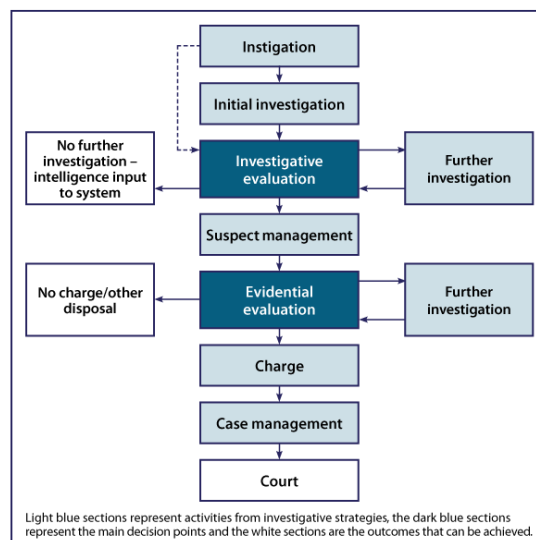 Instigation
Initial investigation
No further
investigation –
intelligence input
to system
Investigative
evaluation
Further
investigation
Suspect management
No charge/other
disposal
Evidential
evaluation
Further
investigation
Charge
Case management
Court
Light blue sections represent activities from investigative strategies, the dark blue sections
represent the main decision points and the white sections are the outcomes that can be achieved.